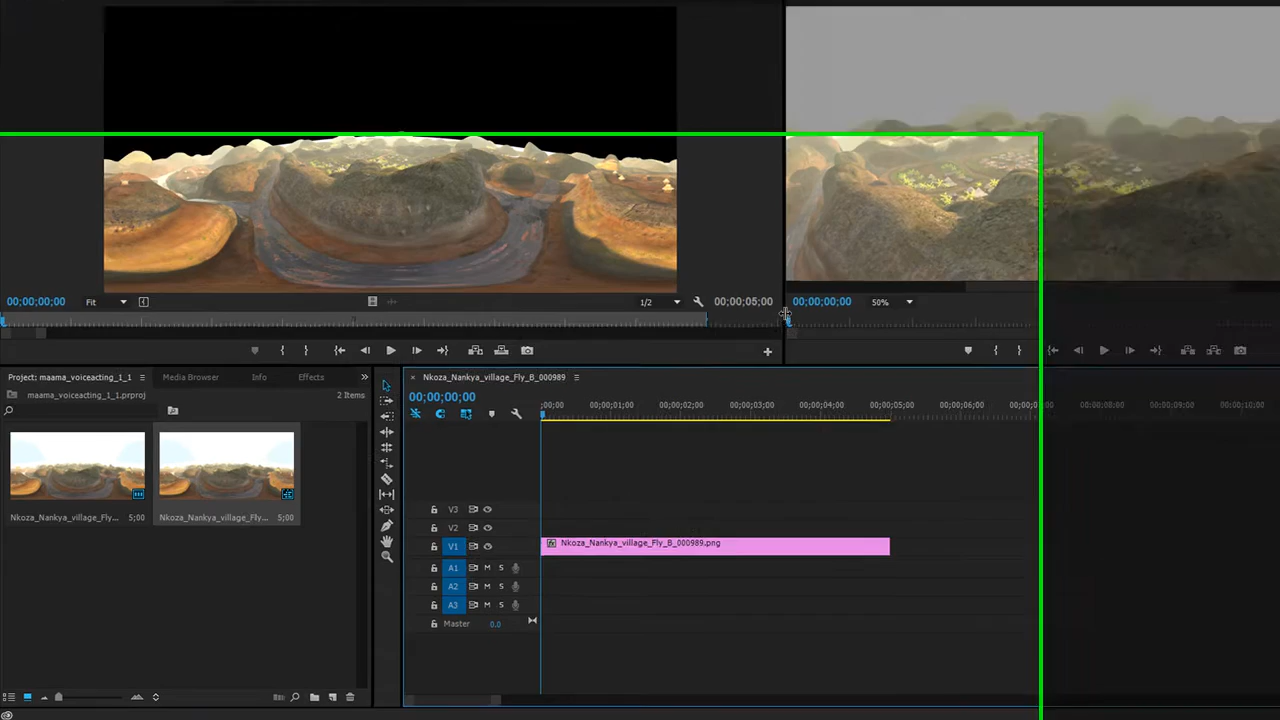 00;00;00;00 Fit 1/2 00;00;05;00
00;00;00;00 50%
Project: maama_voiceacting_1_1 Media Browser Info Effects
maama_voiceacting_1_1.prproj
2 Items
Nkoza_Nankya_village_Fly... 5;00
Nkoza_Nankya_village_Fly... 5;00
× Nkoza_Nankya_village_Fly_B_000989
00;00;00;00
;00;00 00;00;01;00 00;00;02;00 00;00;03;00 00;00;04;00 00;00;05;00 00;00;06;00 00;00;08;00 00;00;09;00 00;00;10;00
V3
V2
V1 Nkoza_Nankya_village_Fly_B_000989.png
A1 M S
A2 M S
A3 M S
Master 0.0